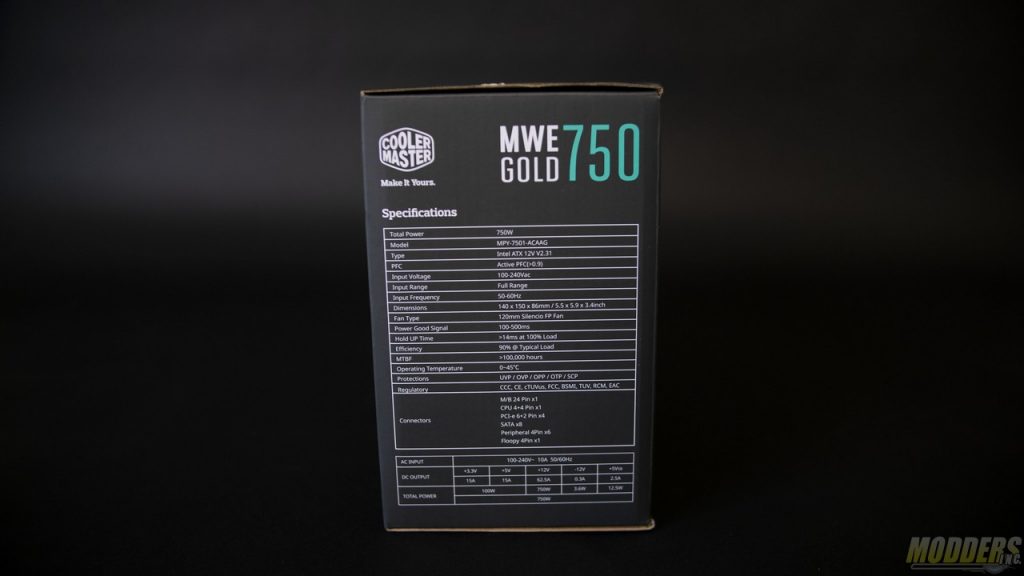 COOLER
MASTER
Make It Yours.
MWE
GOLD
750
Specifications
Total Power 750W
Model MPY-7501-ACAAG
Type Intel ATX 12V V2.31
PFC Active PFC(>0.9)
Input Voltage 100-240Vac
Input Range Full Range
Input Frequency 50-60Hz
Dimensions 140 x 150 x 86mm / 5.5 x 5.9 x 3.4inch
Fan Type 120mm Silencio FP Fan
Power Good Signal 100-500ms
Hold UP Time >14ms at 100% Load
Efficiency 90% @ Typical Load
MTBF >100,000 hours
Operating Temperature 0~45℃
Protections UVP / OVP / OPP / OTP / SCP
Regulatory CCC, CE, cTUVus, FCC, BSMI, TUV, RCM, EAC
Connectors
M/B 24 Pin x1
CPU 4+4 Pin x1
PCI-e 6+2 Pin x4
SATA x8
Peripheral 4Pin x6
Floopy 4Pin x1
AC INPUT 100-240V~ 10A 50/60Hz
DC OUTPUT
+3.3V +5V +12V -12V +5Vsb
15A 15A 62.5A 0.3A 2.5A
TOTAL POWER
100W 750W 3.6W 12.5W
750W
MODDERS
INC.